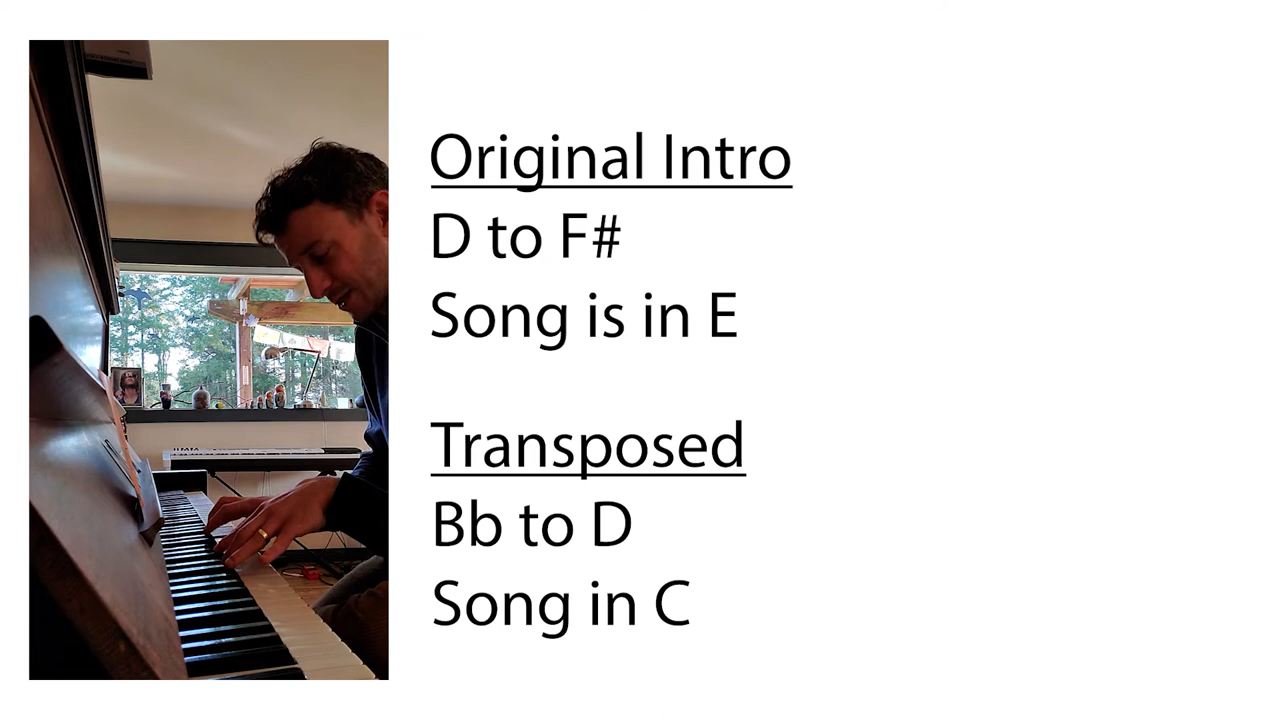 Original Intro
D to F#
Song is in E
Transposed
Bb to D
Song in C